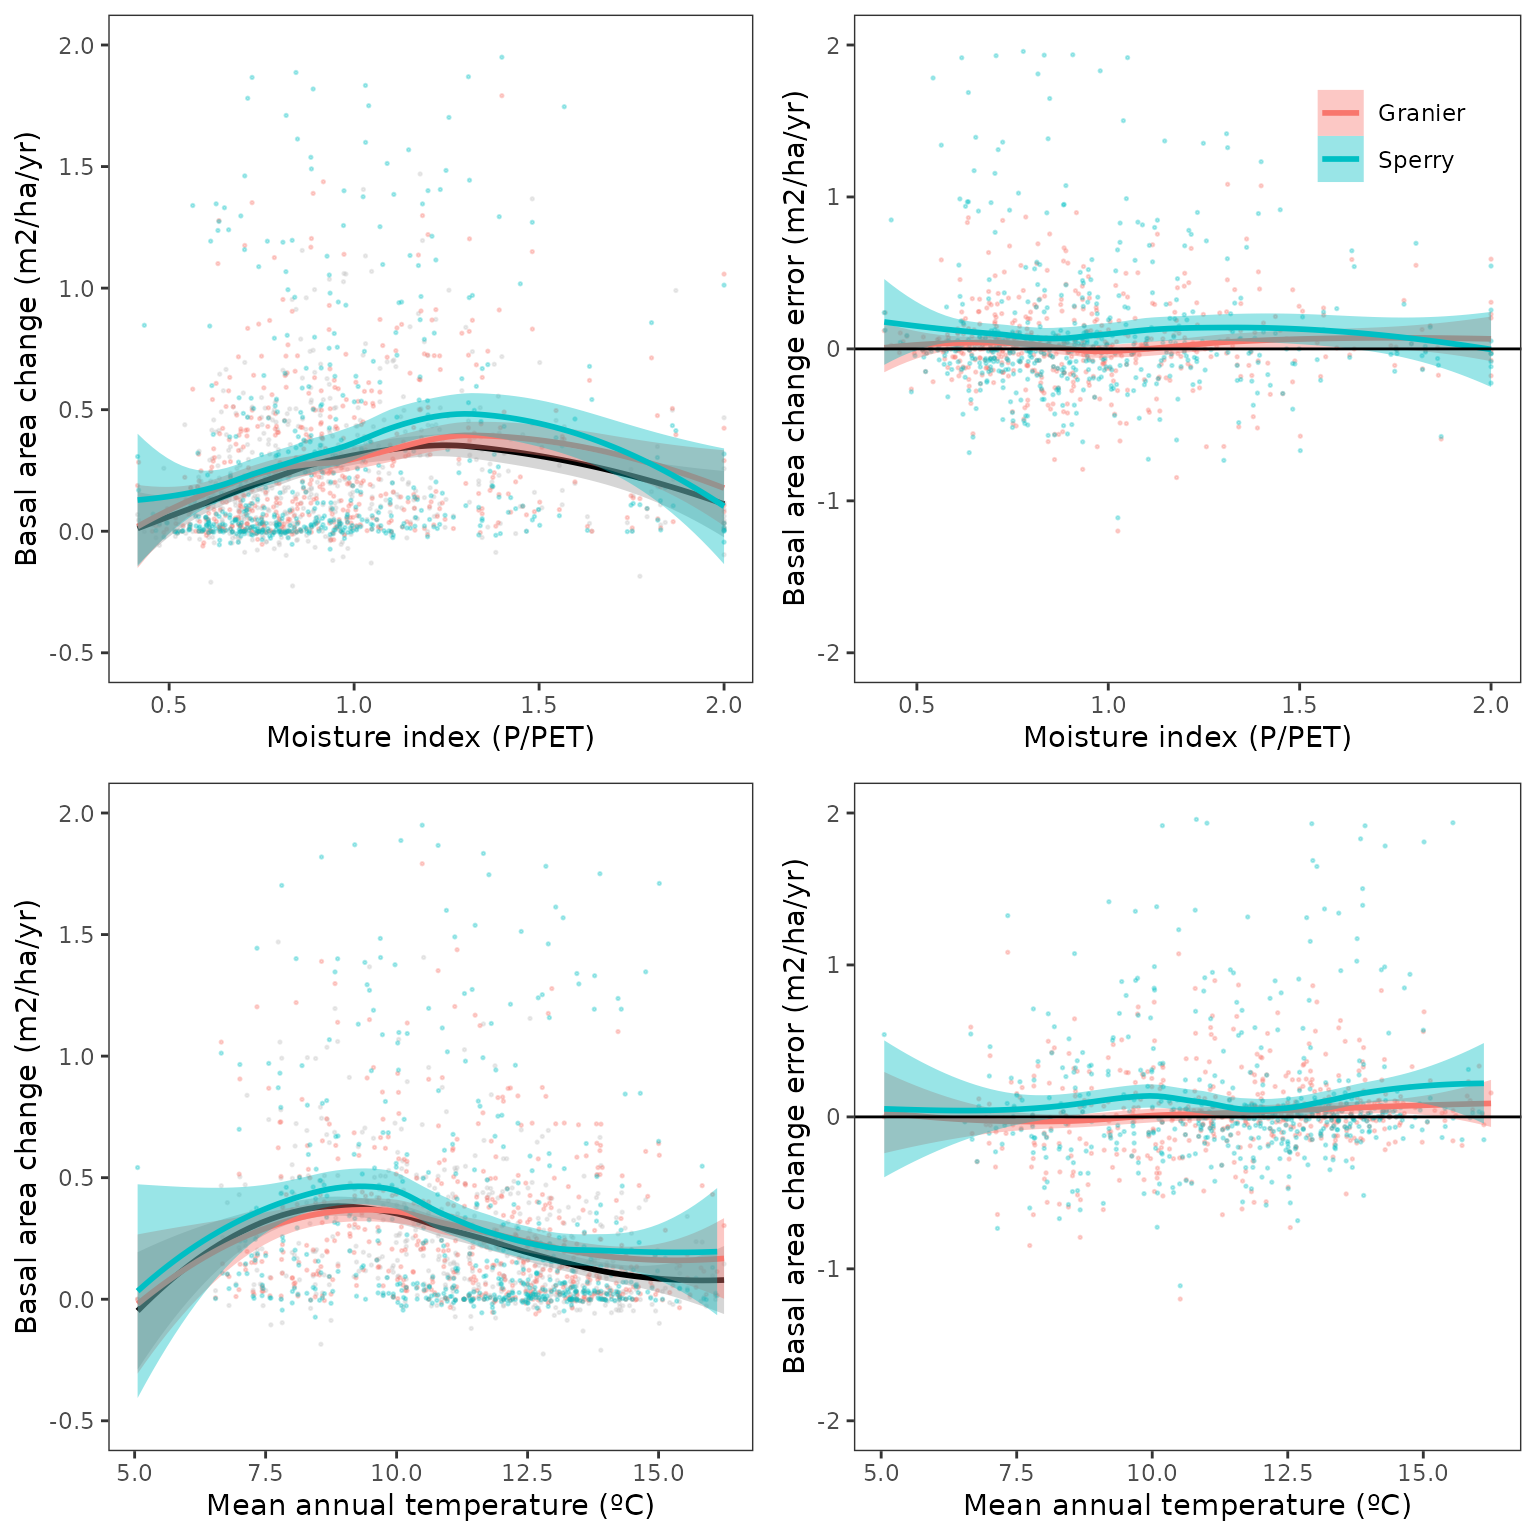 2.0
1.5
1.0
0.5
0.0
-0.5
Basal area change (m2/ha/yr)
0.5 1.0 1.5 2.0
Moisture index (P/PET)
2
1
0
-1
-2
Basal area change error (m2/ha/yr)
Granier
Sperry
0.5 1.0 1.5 2.0
Moisture index (P/PET)
2.0
1.5
1.0
0.5
0.0
-0.5
Basal area change (m2/ha/yr)
5.0 7.5 10.0 12.5 15.0
Mean annual temperature (ºC)
2
1
0
-1
-2
Basal area change error (m2/ha/yr)
5.0 7.5 10.0 12.5 15.0
Mean annual temperature (ºC)